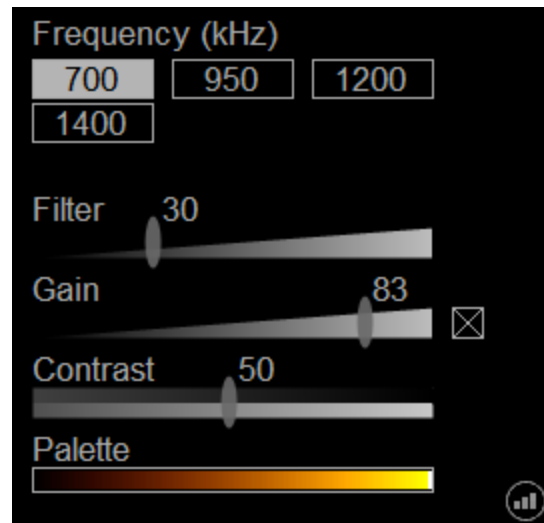 Frequency (kHz)
700 950 1200
1400
Filter 30
Gain 83
Contrast 50
Palette